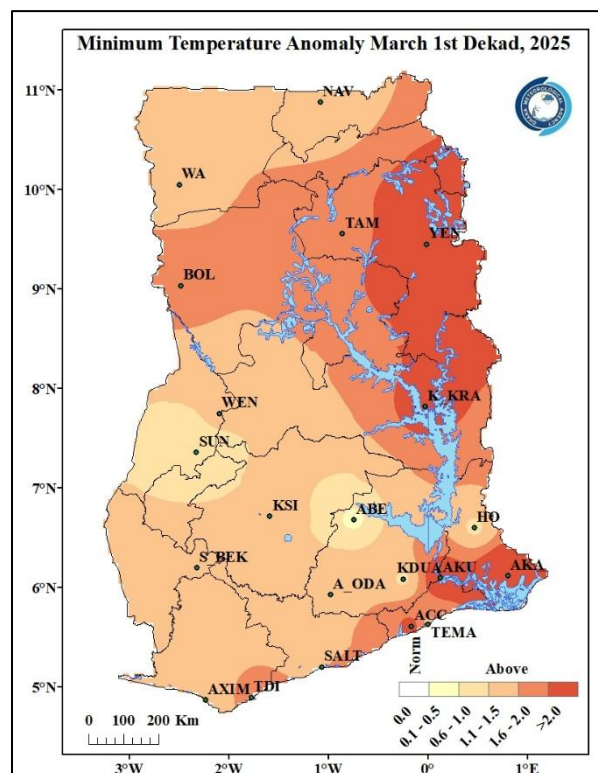 Minimum Temperature Anomaly March 1st Dekad, 2025
11°N
10°N
9°N
8°N
7°N
6°N
5°N
NAV
WA
TAM
YEN
BOL
K_KRA
WEN
SUN
KSI
ABE
HO
S_BEK
A_ODA
KDUA
AKU
AKA
ACC
TEMA
SALT
AXIM
TDI
Norm
Above
0.0
0.1 - 0.5
0.6 - 1.0
1.1 - 1.5
1.6 - 2.0
>2.0
0 100 200 Km
3°W 2°W 1°W 0° 1°E